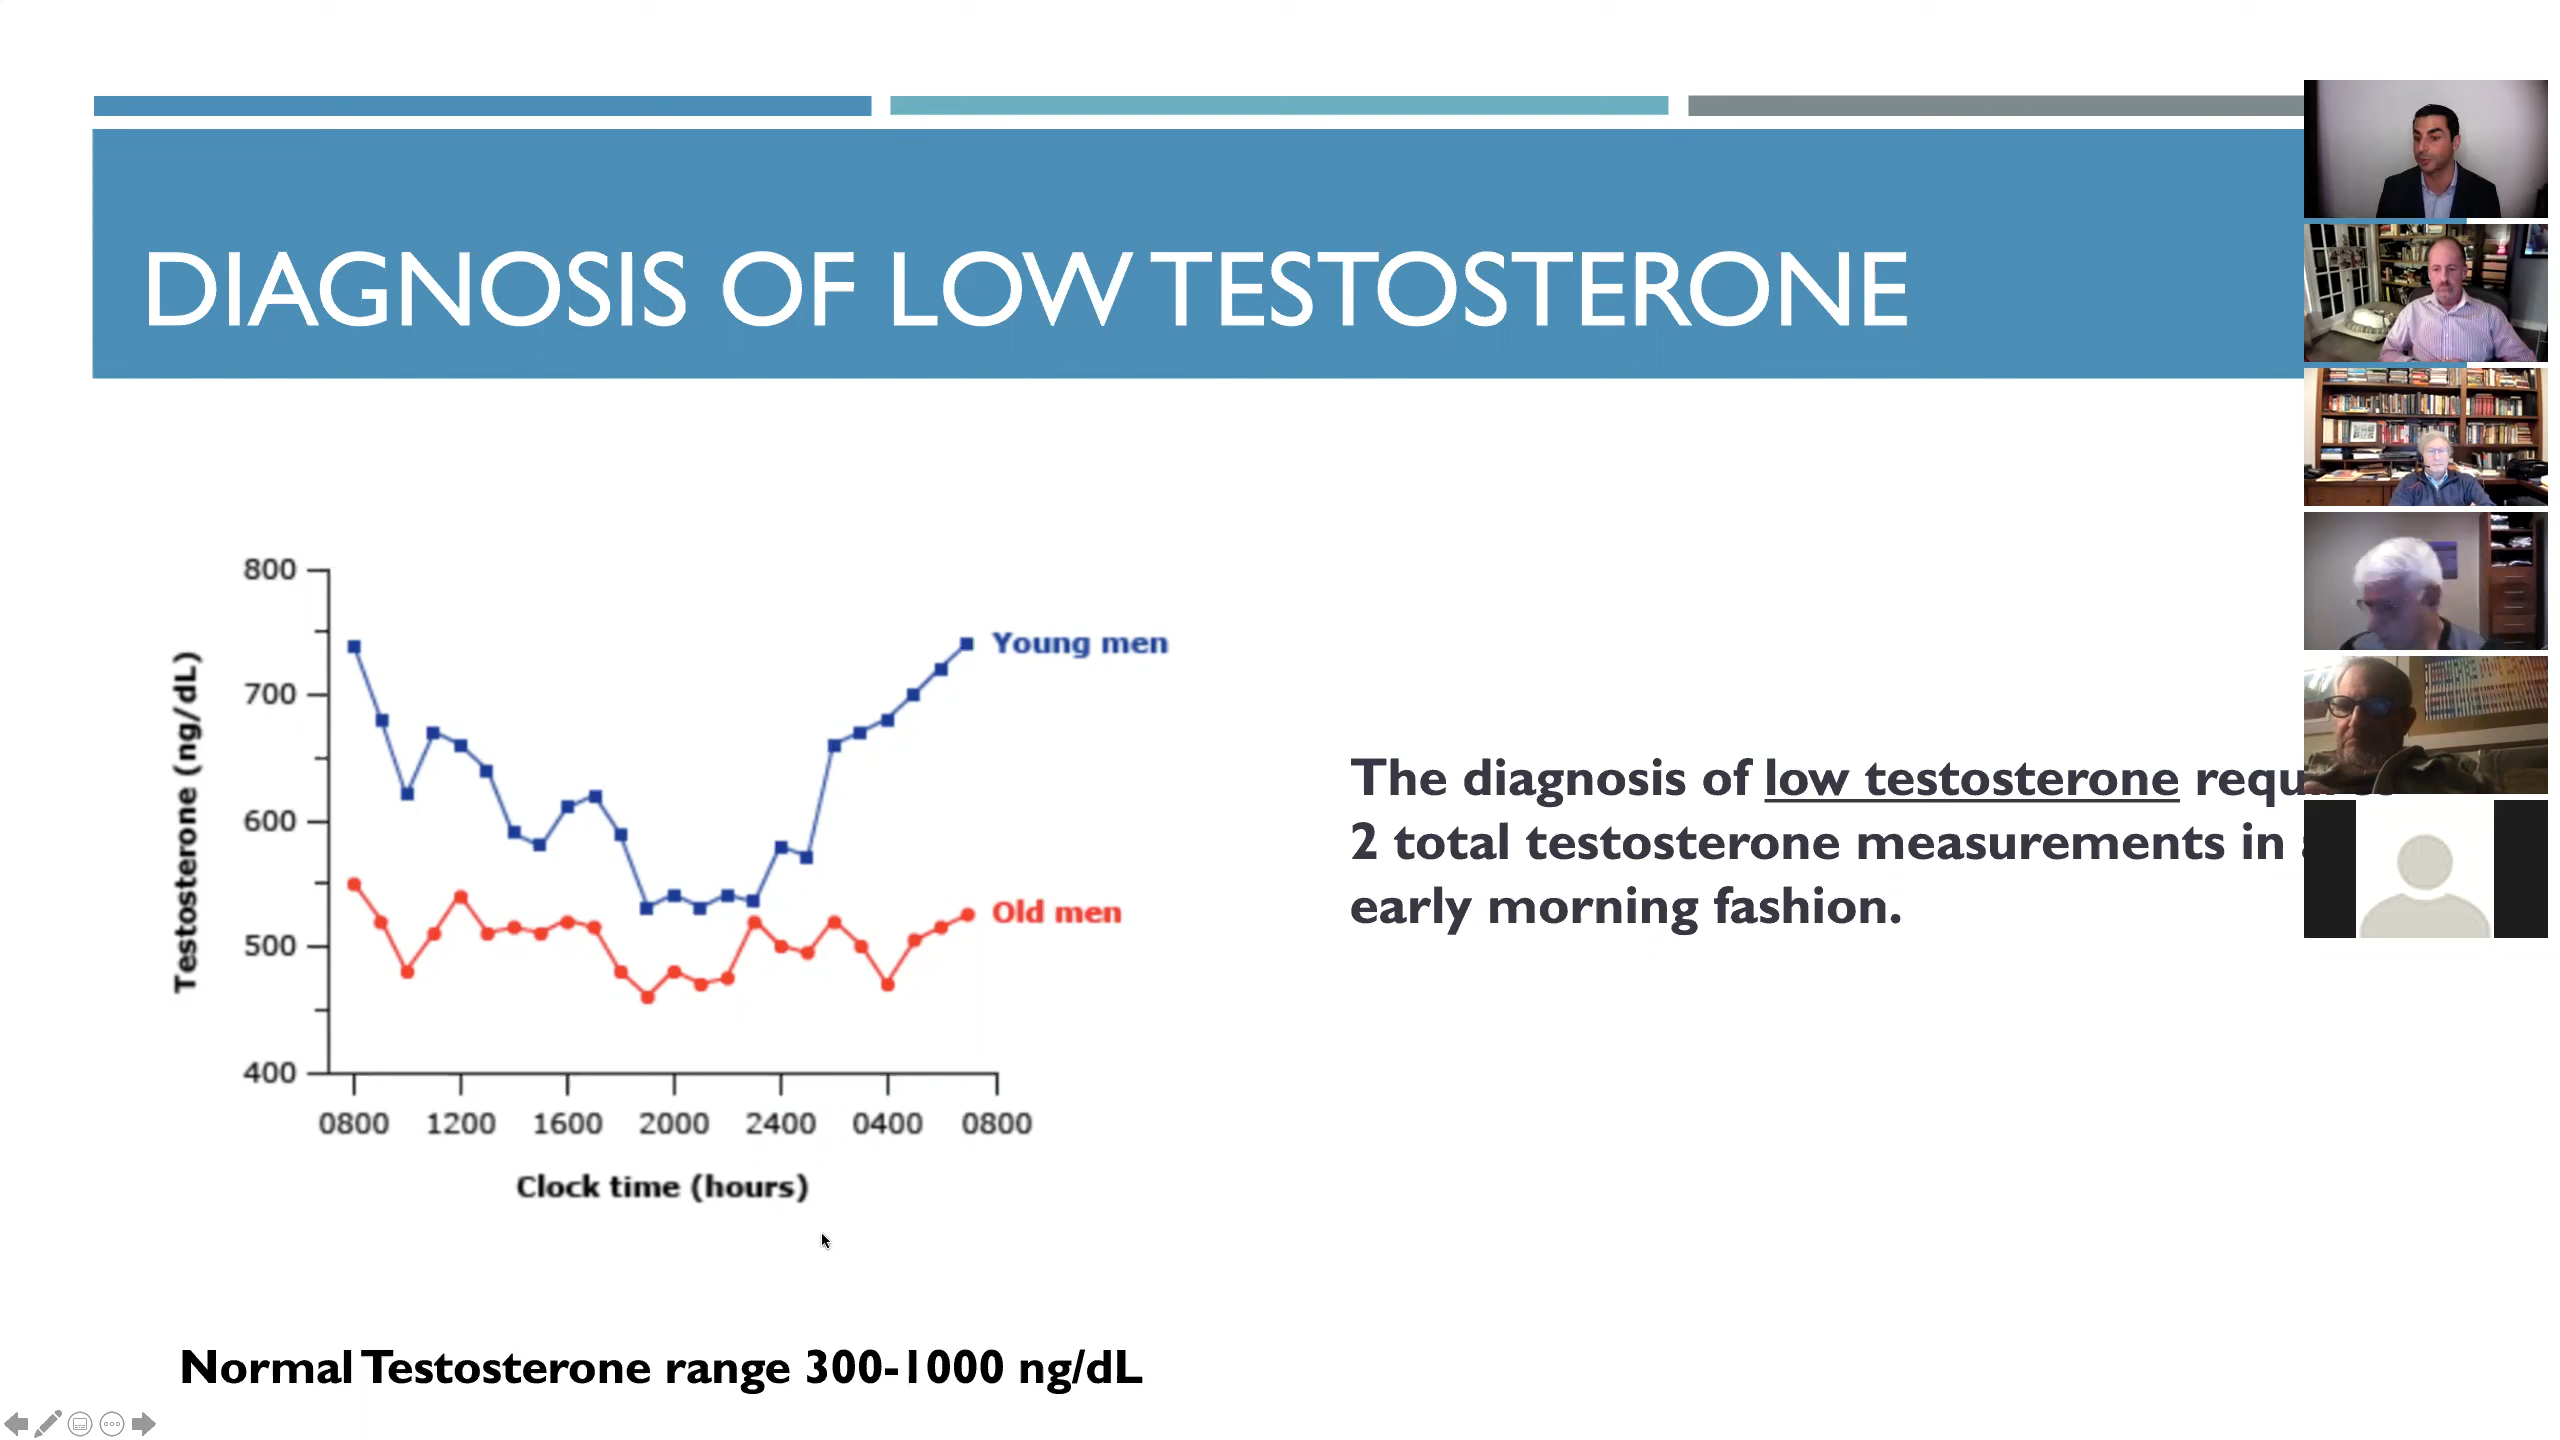 DIAGNOSIS OF LOW TESTOSTERONE
800
700
600
500
400
Testosterone (ng/dL)
Young men
Old men
0800 1200 1600 2000 2400 0400 0800
Clock time (hours)
The diagnosis of low testosterone
2 total testosterone measurements in
early morning fashion.
Normal Testosterone range 300-1000 ng/dL